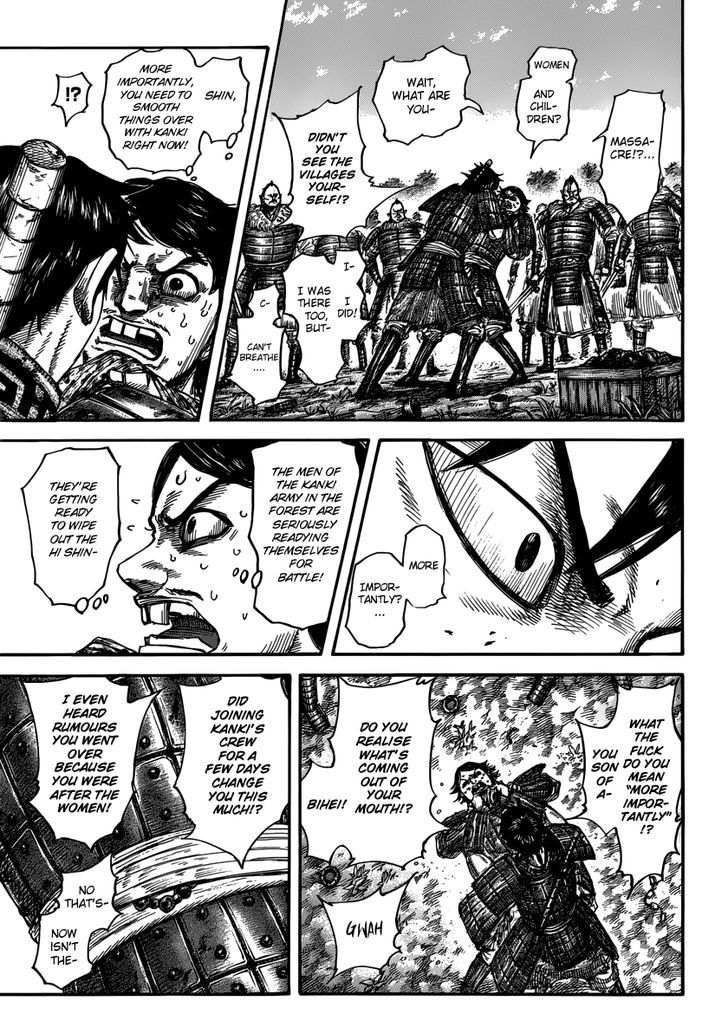 MASSA-
CRE!?...
WOMEN
AND
CHIL-
DREN?
WAIT,
WHAT ARE
YOU-
DIDN'T
YOU
SEE THE
VILLAGES
YOUR-
SELF!?
I-
I
DID!
I WAS
THERE
TOO,
BUT-
C-
CAN'T
BREATHE
....
SHIN,
MORE
IMPORTANTLY,
YOU NEED TO
SMOOTH
THINGS OVER
WITH KANKI
RIGHT NOW!
!?
MORE
IMPOR-
TANTLY?
...
THE MEN OF
THE KANKI
ARMY IN THE
FOREST ARE
SERIOUSLY
READYING
THEMSELVES
FOR
BATTLE!
THEY'RE
GETTING
READY
TO WIPE
OUT THE
HI SHIN-
WHAT
THE
FUCK
DO YOU
MEAN
"MORE
IMPOR-
TANTLY"
!?
YOU
SON OF
A-
DO YOU
REALISE
WHAT'S
COMING
OUT OF
YOUR
MOUTH!?
BIHEI!
GWAH
DID
JOINING
KANKI'S
CREW
FOR A
FEW DAYS
CHANGE
YOU THIS
MUCH!?
I EVEN
HEARD
RUMOURS
YOU WENT
OVER
BECAUSE
YOU WERE
AFTER THE
WOMEN!
NO
THAT'S-
NOW
ISN'T
THE-